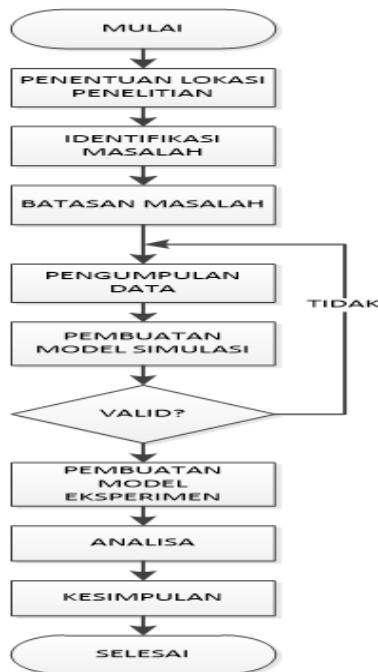 MULAI
PENENTUAN LOKASI
PENELITIAN
IDENTIFIKASI
MASALAH
BATASAN MASALAH
PENGUMPULAN
DATA
TIDAK
PEMBUATAN
MODEL SIMULASI
VALID?
PEMBUATAN
MODEL
EKSPERIMEN
ANALISA
KESIMPULAN
SELESAI